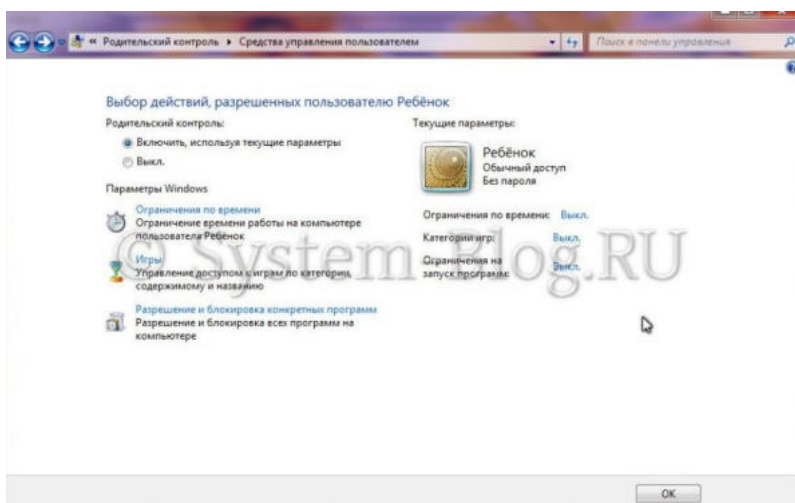 « Родительский контроль ▸ Средства управления пользователем
Поиск в панели управления
Выбор действий, разрешенных пользователю Ребёнок
Родительский контроль:
Включить, используя текущие параметры
Выкл.
Параметры Windows
Ограничения по времени
Ограничение времени работы на компьютере
пользователя Ребёнок
Игры
Управление доступом к играм по категории,
содержимому и названию
Разрешение и блокировка конкретных программ
Разрешение и блокировка всех программ на
компьютере
Текущие параметры:
Ребёнок
Обычный доступ
Без пароля
Ограничения по времени: Выкл.
Категории игр: Выкл.
Ограничения на
запуск программ: Выкл.
© System-Blog.RU
OK